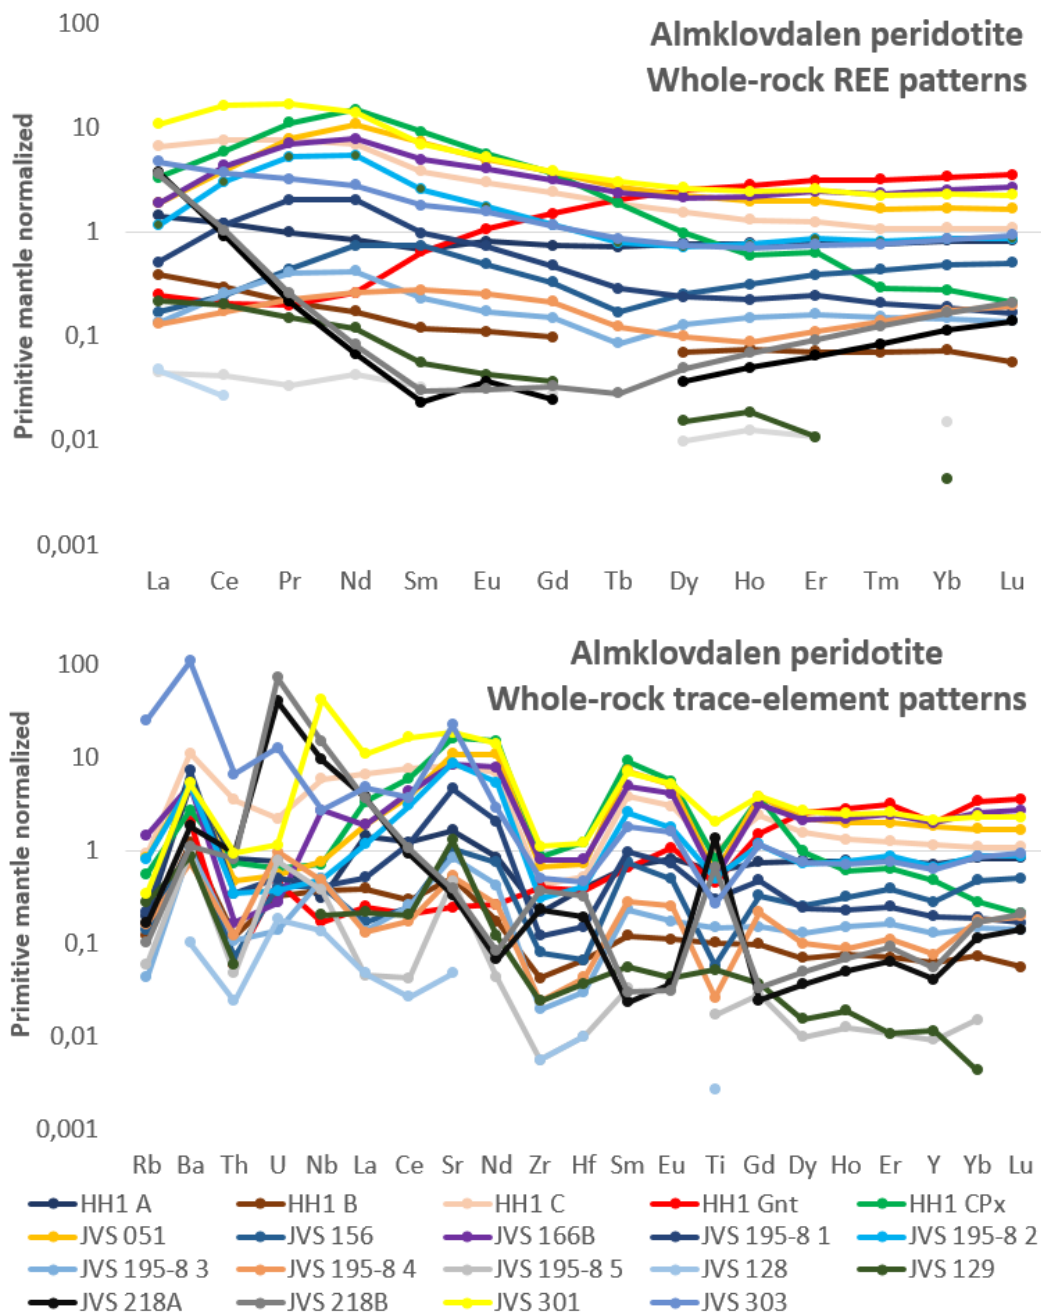 100
Almklovdalen peridotite
Whole-rock REE patterns
10
1
0,1
0,01
0,001
Primitive mantle normalized
La Ce Pr Nd Sm Eu Gd Tb Dy Ho Er Tm Yb Lu
Almklovdalen peridotite
100
Whole-rock trace-element patterns
10
1
0,1
0,01
0,001
Primitive mantle normalized
Rb Ba Th U Nb La Ce Sr Nd Zr Hf Sm Eu Ti Gd Dy Ho Er Y Yb Lu
HH1 A HH1 B HH1 C HH1 Gnt HH1 CPx
JVS 051 JVS 156 JVS 166B JVS 195-8 1 JVS 195-8 2
JVS 195-8 3 JVS 195-8 4 JVS 195-8 5 JVS 128 JVS 129
JVS 218A JVS 218B JVS 301 JVS 303